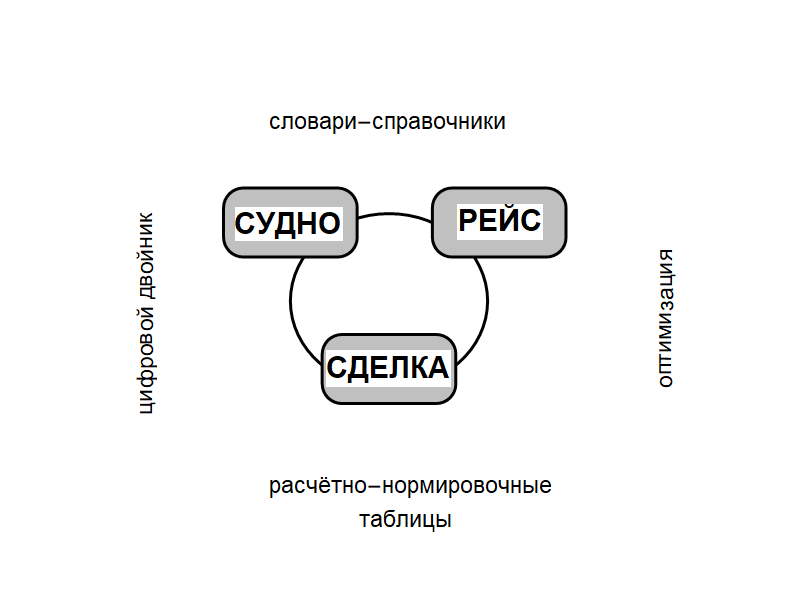 словари–справочники
СУДНО
РЕЙС
цифровой двойник
оптимизация
СДЕЛКА
расчётно–нормировочные
таблицы